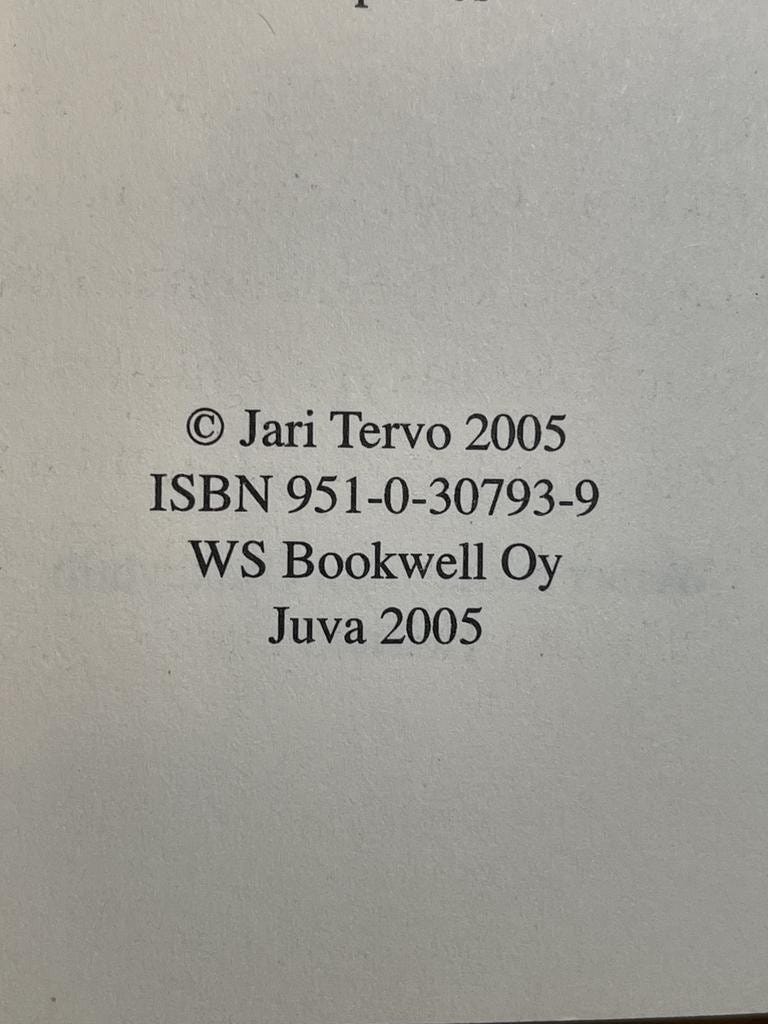 © Jari Tervo 2005
ISBN 951-0-30793-9
WS Bookwell Oy
Juva 2005